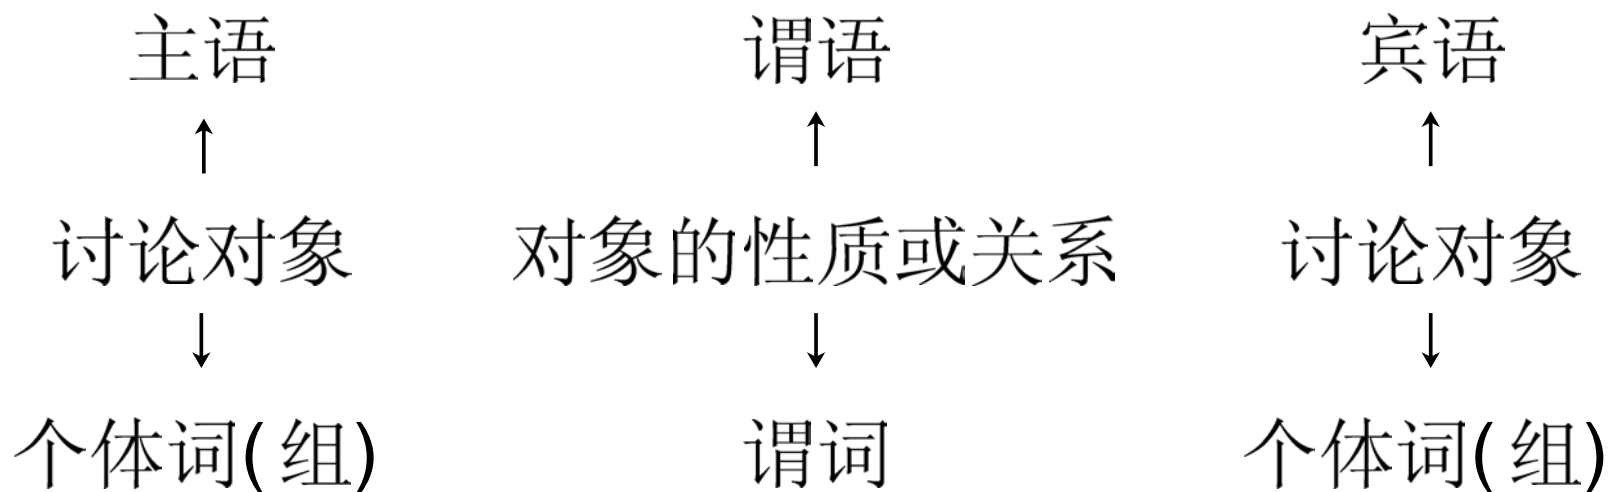 主语 谓语 宾语
讨论对象 对象的性质或关系 讨论对象
个体词(组) 谓词 个体词(组)